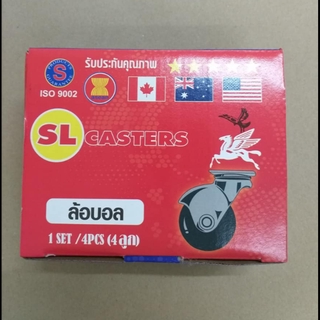 รับประกันคุณภาพ
S
ISO 9002
SL CASTERS
ล้อบอล
1 SET /4PCS (4 ลูก)